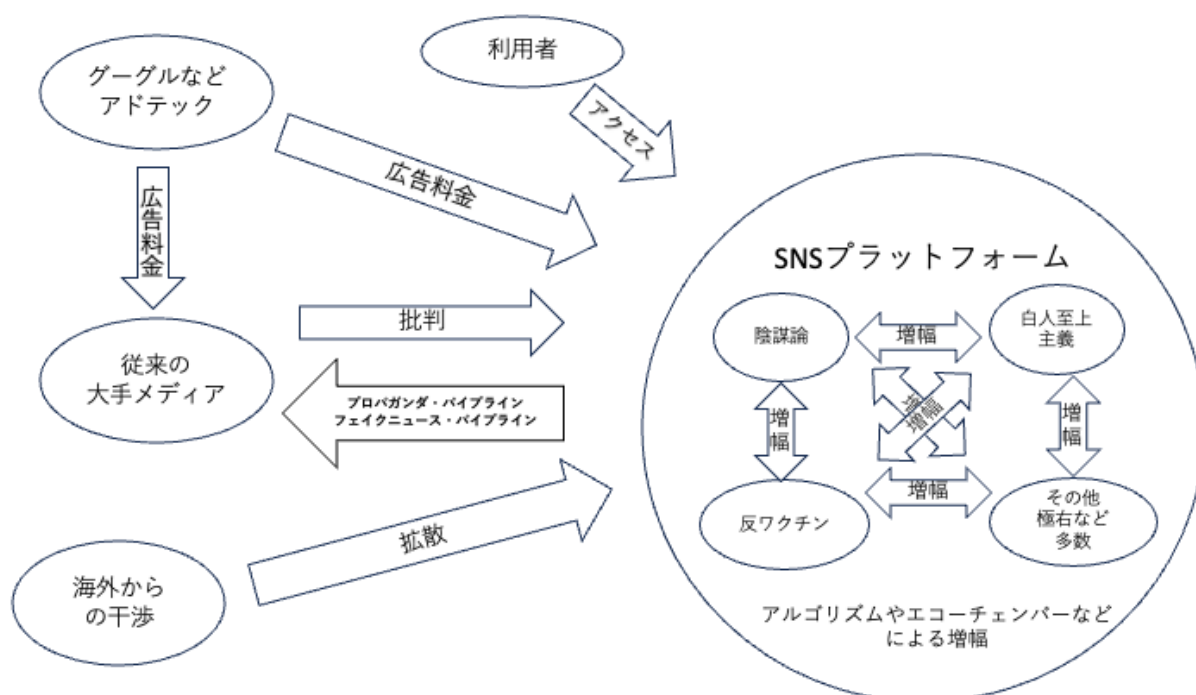 利用者
グーグルなど
アドテック
アクセス
広告料金
広告料金
SNSプラットフォーム
批判
従来の
大手メディア
プロパガンダ・パイプライン
フェイクニュース・パイプライン
陰謀論
増幅
白人至上
主義
増幅
増幅
増幅
増幅
増幅
反ワクチン
その他
極右など
多数
拡散
海外から
の干渉
アルゴリズムやエコーチェンバーなど
による増幅